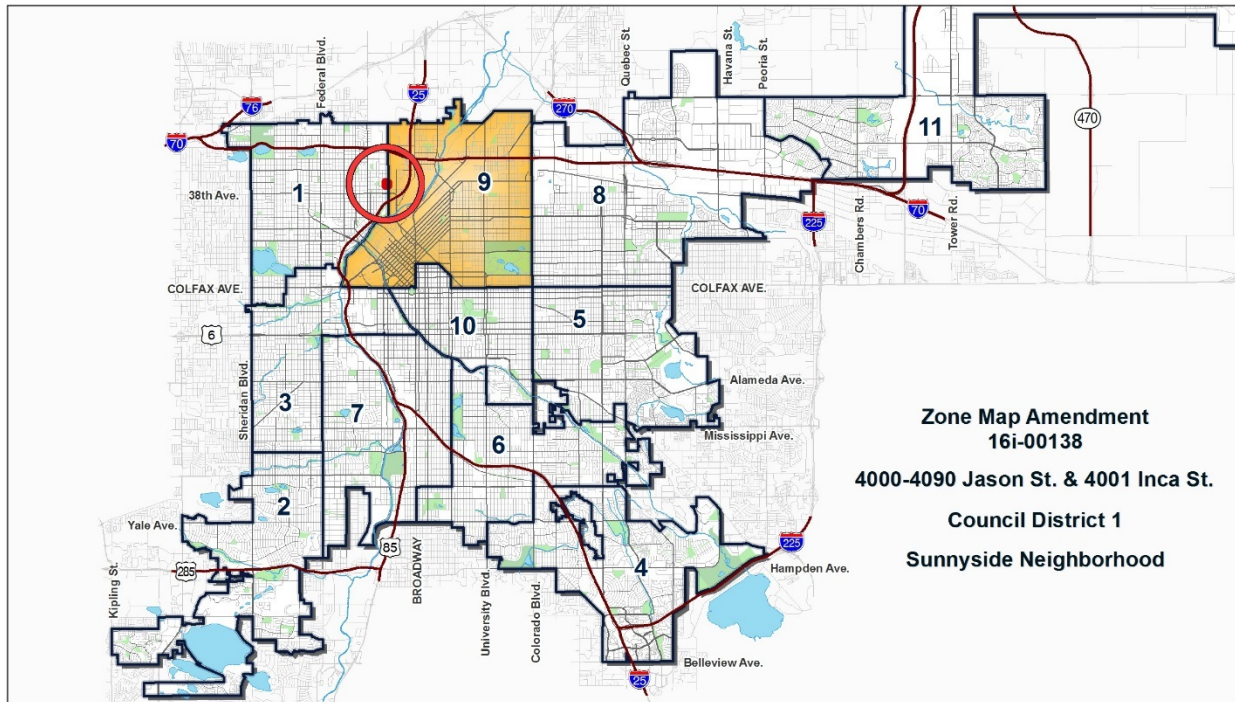 Federal Blvd.
Quebec St.
Havana St.
Peoria St.
76
25
270
70
11
470
38th Ave.
1
9
8
225
70
Chambers Rd.
Tower Rd.
COLFAX AVE.
COLFAX AVE.
6
10
5
Sheridan Blvd.
Alameda Ave.
3
7
6
Mississippi Ave.
Zone Map Amendment
16i-00138
4000-4090 Jason St. & 4001 Inca St.
Council District 1
Sunnyside Neighborhood
2
Yale Ave.
85
225
285
4
Hampden Ave.
Kipling St.
BROADWAY
University Blvd.
Colorado Blvd.
Belleview Ave.
25